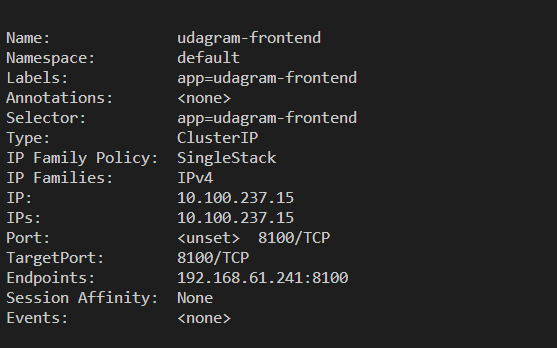 Name:              udagram-frontend
Namespace:         default
Labels:            app=udagram-frontend
Annotations:       <none>
Selector:          app=udagram-frontend
Type:              ClusterIP
IP Family Policy:  SingleStack
IP Families:       IPv4
IP:                10.100.237.15
IPs:               10.100.237.15
Port:              <unset>  8100/TCP
TargetPort:        8100/TCP
Endpoints:         192.168.61.241:8100
Session Affinity:  None
Events:            <none>